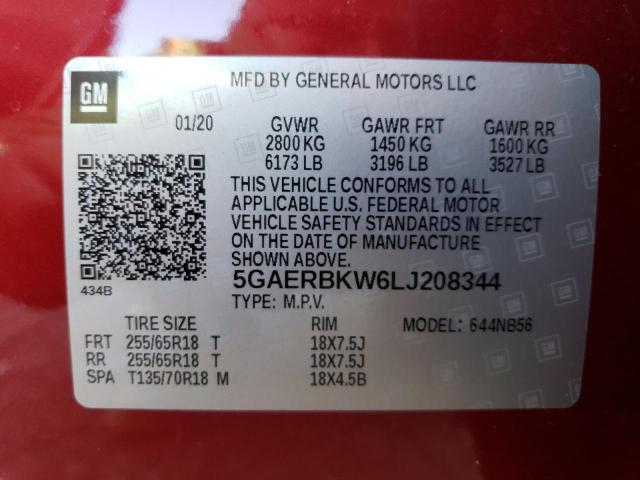 GM
MFD BY GENERAL MOTORS LLC
01/20 GVWR GAWR FRT GAWR RR
2800 KG 1450 KG 1600 KG
6173 LB 3196 LB 3527 LB
THIS VEHICLE CONFORMS TO ALL
APPLICABLE U.S. FEDERAL MOTOR
VEHICLE SAFETY STANDARDS IN EFFECT
ON THE DATE OF MANUFACTURE
SHOWN ABOVE.
5GAERBKW6LJ208344
434B
TYPE: M.P.V.
TIRE SIZE RIM MODEL: 644NB56
FRT 255/65R18 T 18X7.5J
RR 255/65R18 T 18X7.5J
SPA T135/70R18 M 18X4.5B